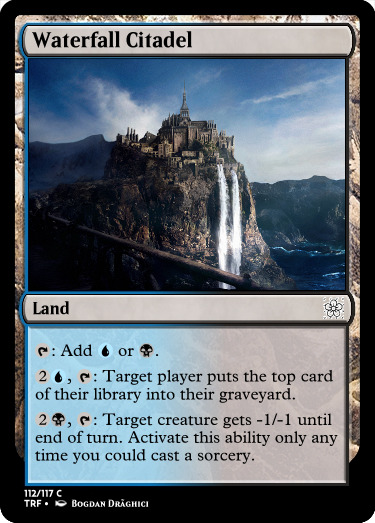 Waterfall Citadel
Land
: Add or .
2 , : Target player puts the top card
of their library into their graveyard.
2 , : Target creature gets -1/-1 until
end of turn. Activate this ability only any
time you could cast a sorcery.
112/117 C
TRF • Bogdan Drăghici